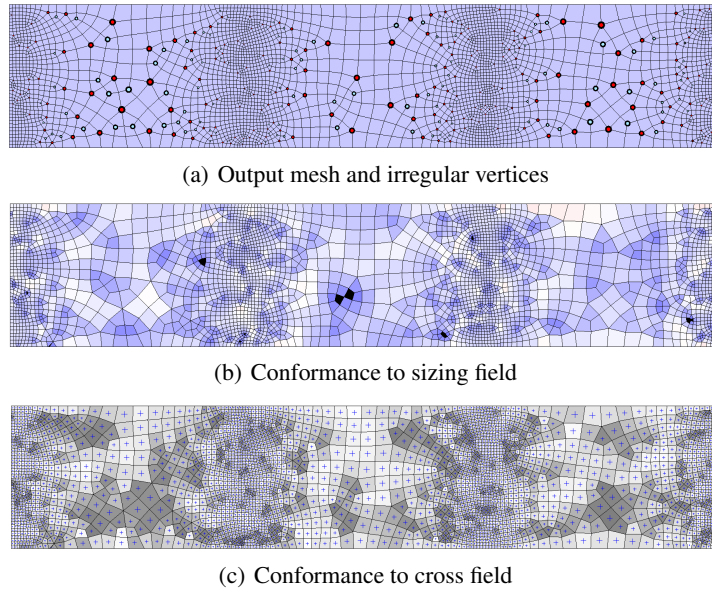 (a) Output mesh and irregular vertices
(b) Conformance to sizing field
(c) Conformance to cross field